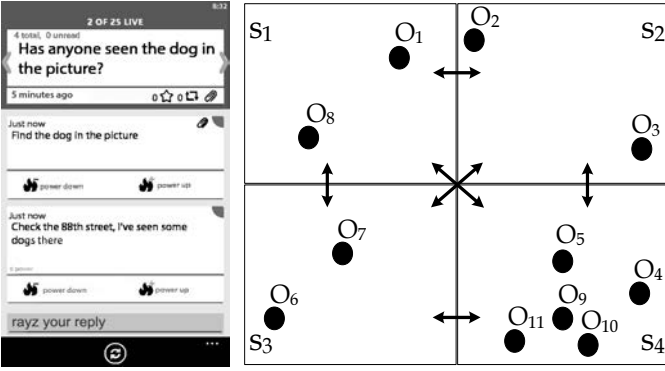 8:32
2 OF 25 LIVE
4 total, 0 unread
Has anyone seen the dog in
the picture?
5 minutes ago
0 0
Just now
Find the dog in the picture
power down power up
Just now
Check the 88th street, I've seen some
dogs there
power down power up
rayz your reply
...
S1 O1 O2 S2
O8 O3
O7 O5 O4
O6 O9
O11 O10
S3 S4